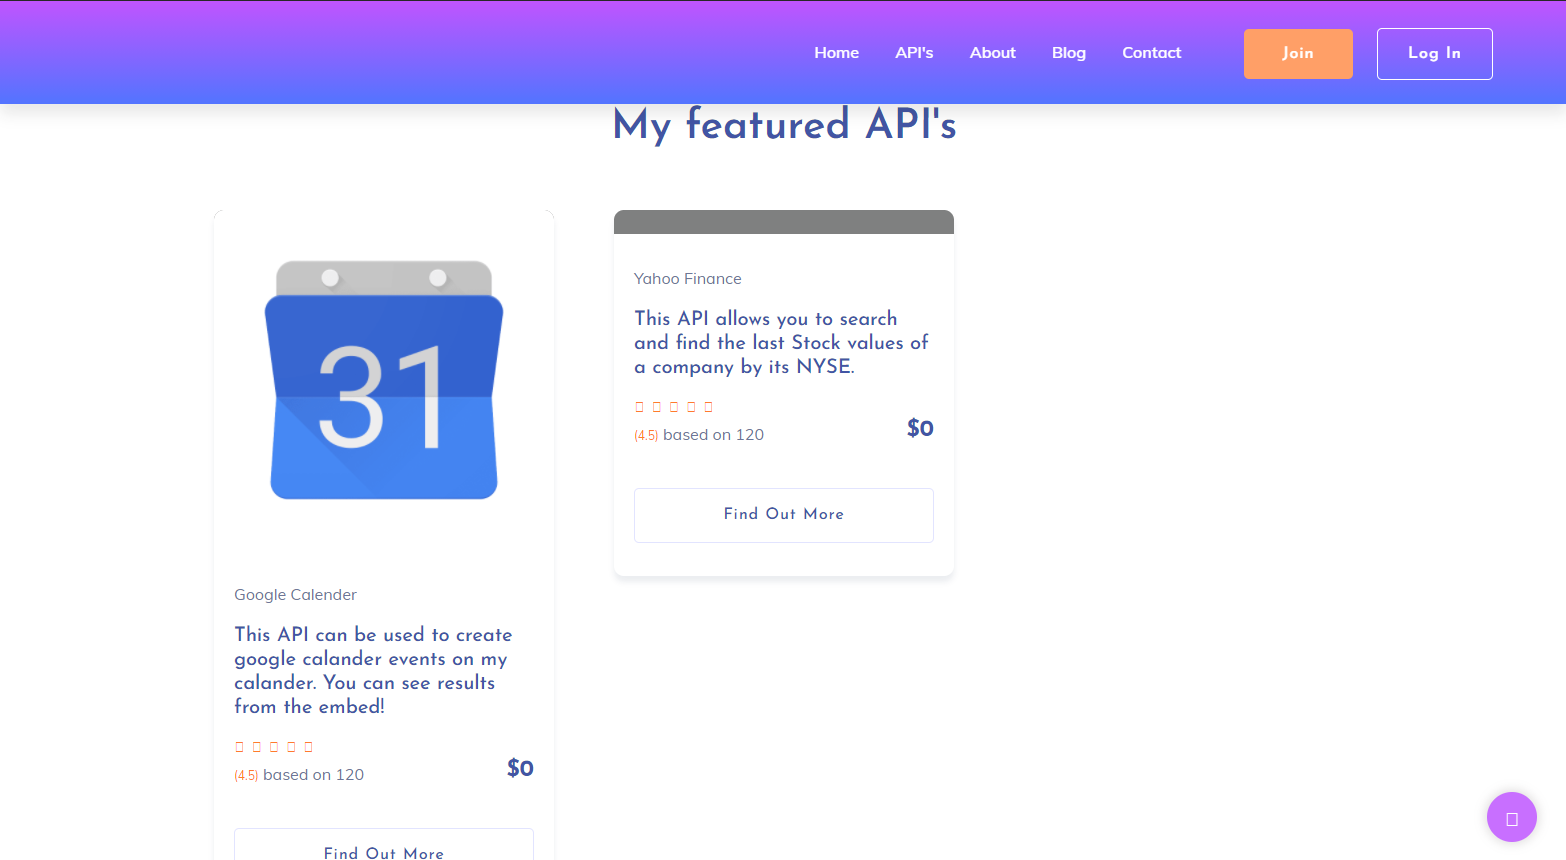 Home API's About Blog Contact Join Log In
My featured API's
31
Google Calender
This API can be used to create
google calander events on my
calander. You can see results
from the embed!
(4.5) based on 120
$0
Find Out More
Yahoo Finance
This API allows you to search
and find the last Stock values of
a company by its NYSE.
(4.5) based on 120
$0
Find Out More